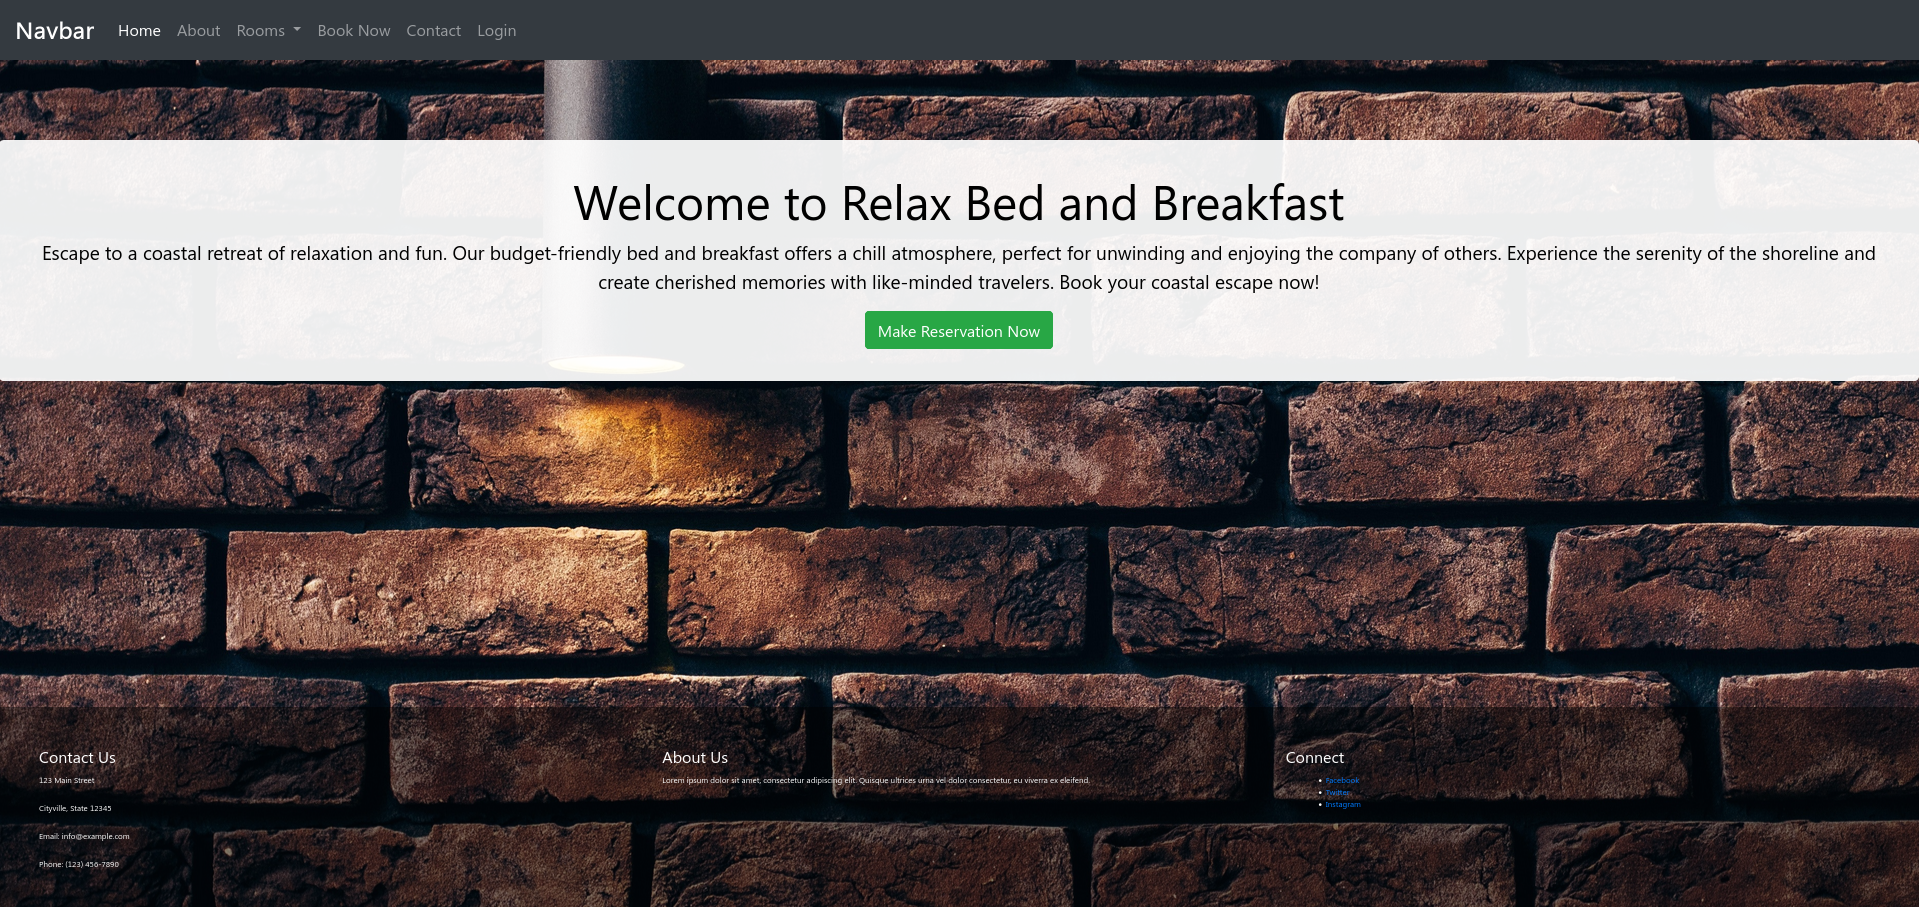 Navbar Home About Rooms Book Now Contact Login
Welcome to Relax Bed and Breakfast
Escape to a coastal retreat of relaxation and fun. Our budget-friendly bed and breakfast offers a chill atmosphere, perfect for unwinding and enjoying the company of others. Experience the serenity of the shoreline and
create cherished memories with like-minded travelers. Book your coastal escape now!
Make Reservation Now
Contact Us
123 Main Street
Cityville, State 12345
Email: info@example.com
Phone: (123) 456-7890
About Us
Lorem ipsum dolor sit amet, consectetur adipiscing elit. Quisque ultrices urna vel dolor consectetur, eu viverra ex eleifend.
Connect
Facebook
Twitter
Instagram